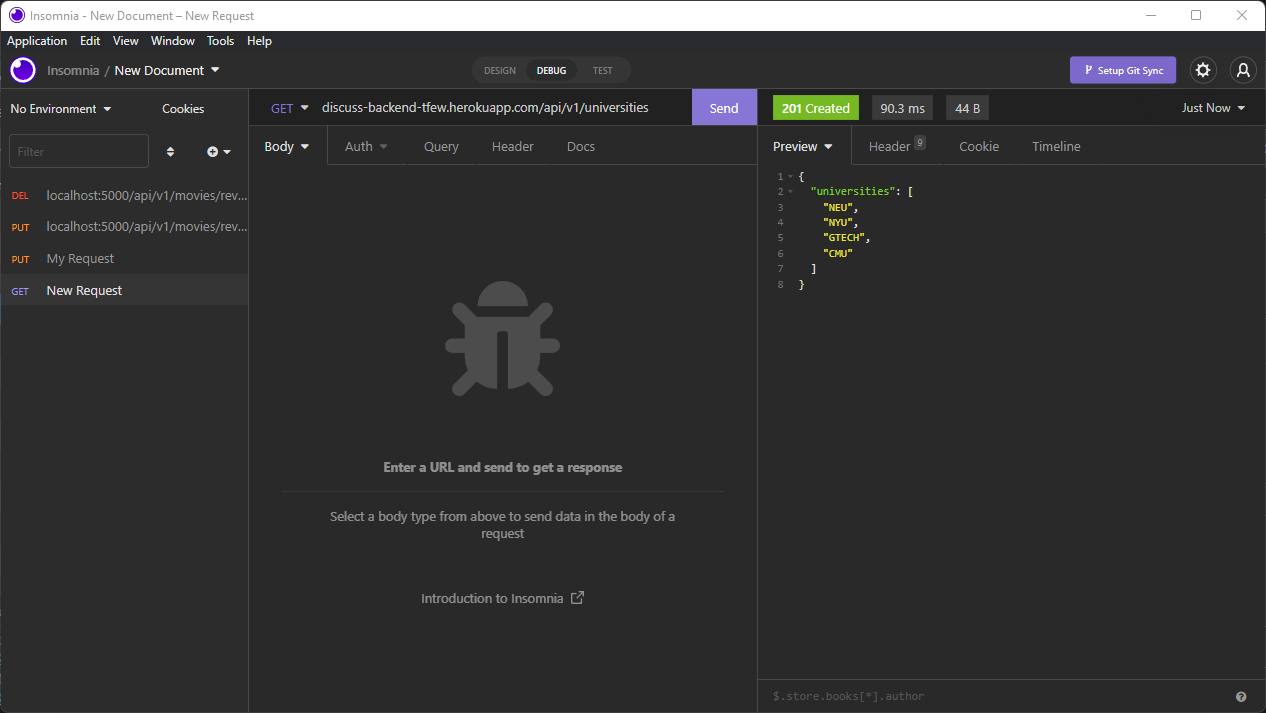 Insomnia - New Document – New Request
Application Edit View Window Tools Help
Insomnia / New Document
DESIGN DEBUG TEST
Setup Git Sync
No Environment
Cookies
GET discuss-backend-tfew.herokuapp.com/api/v1/universities
Send
201 Created 90.3 ms 44 B
Just Now
Filter
DEL localhost:5000/api/v1/movies/rev...
PUT localhost:5000/api/v1/movies/rev...
PUT My Request
GET New Request
Body Auth Query Header Docs
Enter a URL and send to get a response
Select a body type from above to send data in the body of a
request
Introduction to Insomnia
Preview Header 9 Cookie Timeline
1 {
2 "universities": [
3 "NEU",
4 "NYU",
5 "GTECH",
6 "CMU"
7 ]
8 }
$.store.books[*].author